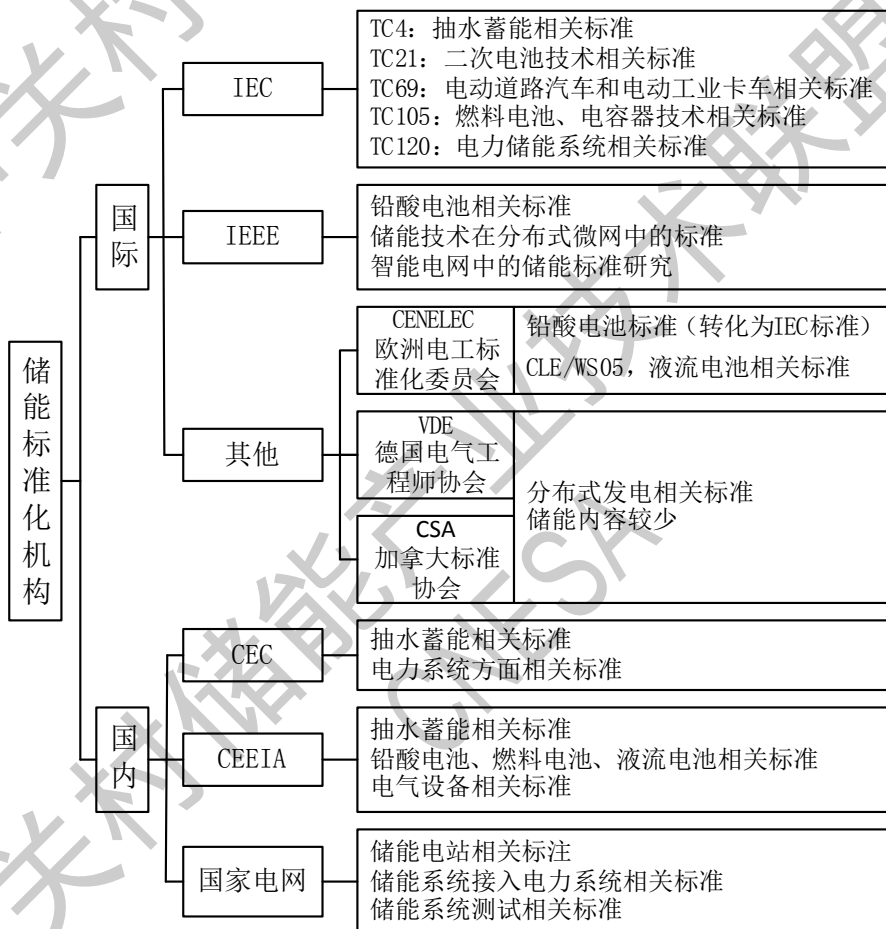 储能标准化机构
国际
IEC
TC4：抽水蓄能相关标准
TC21：二次电池技术相关标准
TC69：电动道路汽车和电动工业卡车相关标准
TC105：燃料电池、电容器技术相关标准
TC120：电力储能系统相关标准
IEEE
铅酸电池相关标准
储能技术在分布式微网中的标准
智能电网中的储能标准研究
其他
CENELEC
欧洲电工标
准化委员会
铅酸电池标准（转化为IEC标准）
CLE/WS05，液流电池相关标准
VDE
德国电气工
程师协会
CSA
加拿大标准
协会
分布式发电相关标准
储能内容较少
国内
CEC
抽水蓄能相关标准
电力系统方面相关标准
CEEIA
抽水蓄能相关标准
铅酸电池、燃料电池、液流电池相关标准
电气设备相关标准
国家电网
储能电站相关标注
储能系统接入电力系统相关标准
储能系统测试相关标准
关村
关村储能产业技术联盟
CNESA